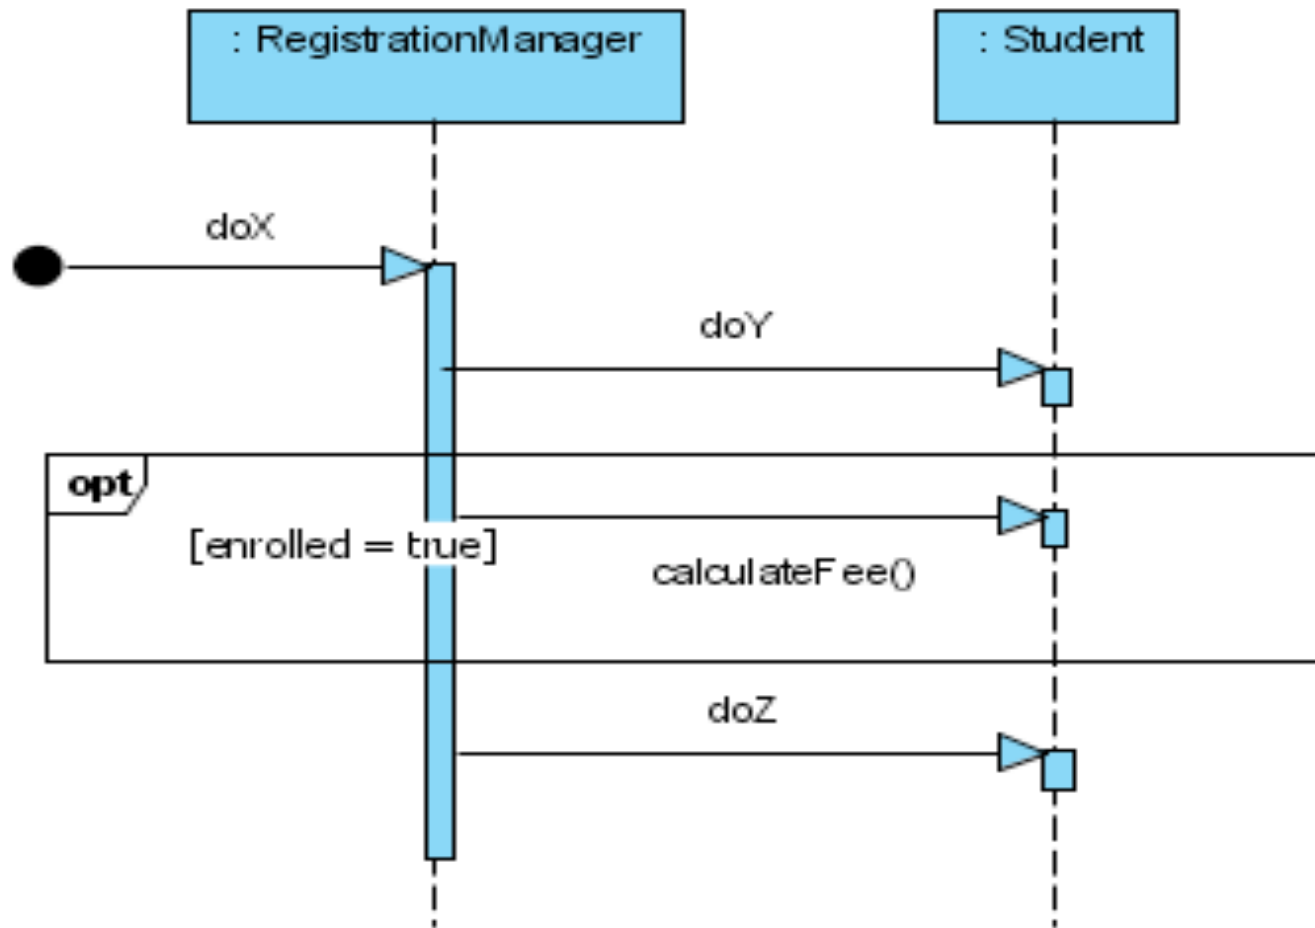 : RegistrationManager
: Student
doX
doY
opt
[enrolled = true]
calculateFee()
doZ